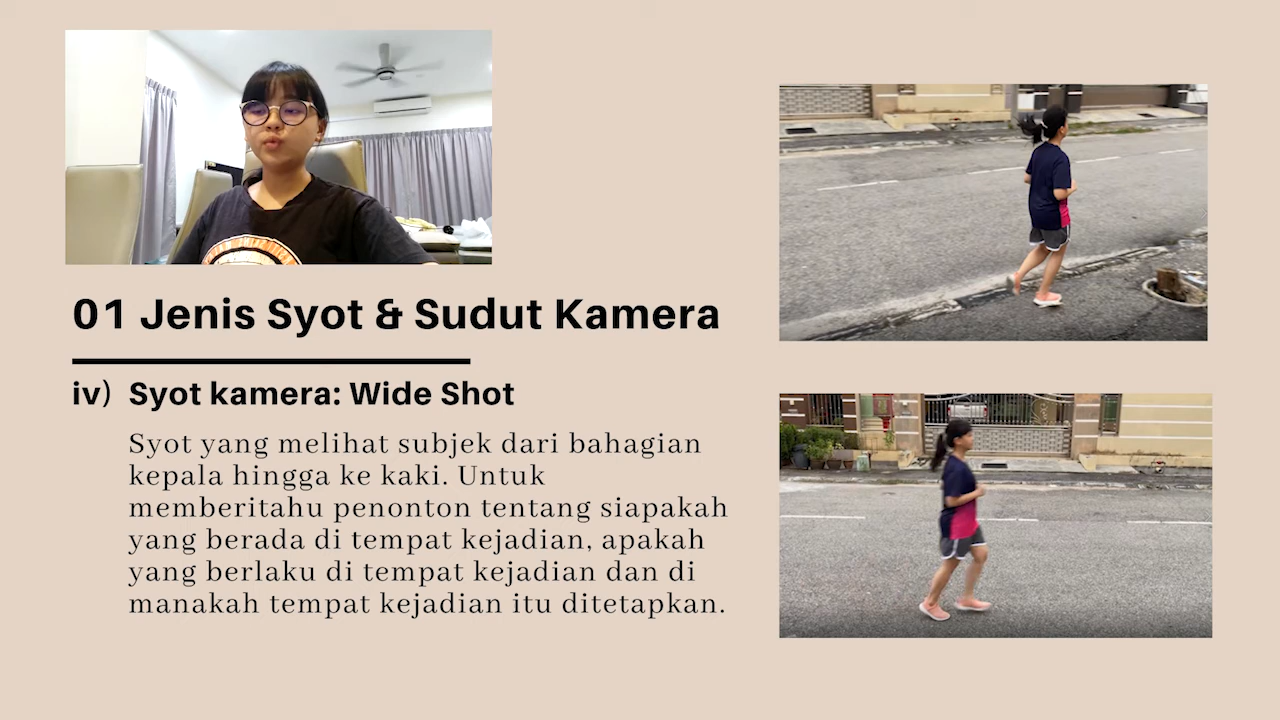 01 Jenis Syot & Sudut Kamera
iv) Syot kamera: Wide Shot
Syot yang melihat subjek dari bahagian
kepala hingga ke kaki. Untuk
memberitahu penonton tentang siapakah
yang berada di tempat kejadian, apakah
yang berlaku di tempat kejadian dan di
manakah tempat kejadian itu ditetapkan.